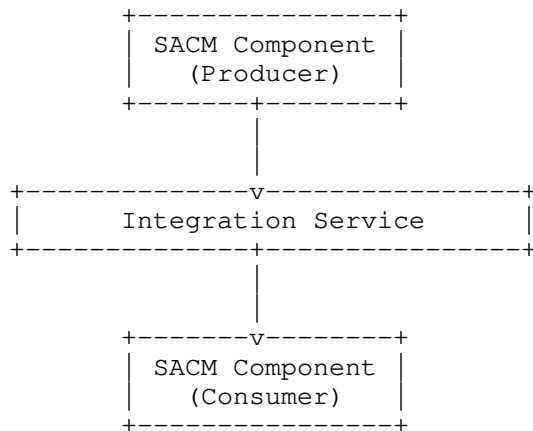 SACM Component
(Producer)
Integration Service
SACM Component
(Consumer)